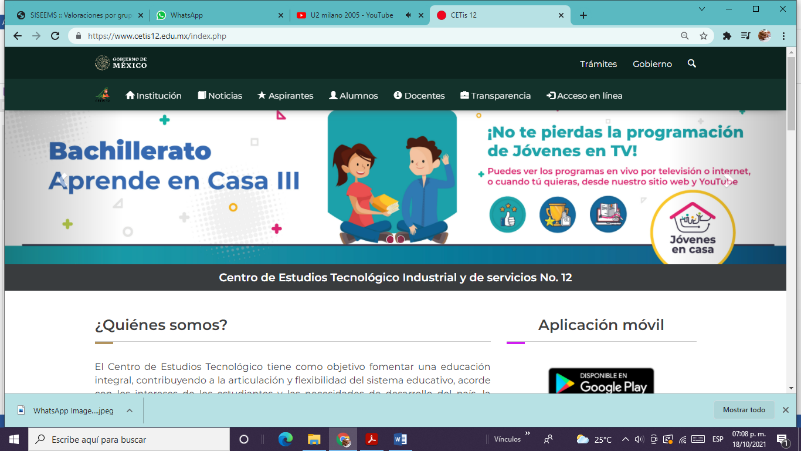 SISEEMS :: Valoraciones por grup
WhatsApp
U2 milano 2005 - YouTube
CETis 12
https://www.cetis12.edu.mx/index.php
GOBIERNO DE
MÉXICO
Trámites
Gobierno
Institución
Noticias
Aspirantes
Alumnos
Docentes
Transparencia
Acceso en línea
Bachillerato
Aprende en Casa III
¡No te pierdas la programación
de Jóvenes en TV!
Puedes ver los programas en vivo por televisión o internet,
o cuando tú quieras, desde nuestro sitio web y YouTube
Jóvenes
en casa
Centro de Estudios Tecnológico Industrial y de servicios No. 12
¿Quiénes somos?
Aplicación móvil
El Centro de Estudios Tecnológico tiene como objetivo fomentar una educación
integral, contribuyendo a la articulación y flexibilidad del sistema educativo, acorde
con los intereses de los estudiantes y las necesidades de desarrollo del país, la
DISPONIBLE EN
Google Play
WhatsApp Image....jpeg
Mostrar todo
Escribe aquí para buscar
Vínculos
25°C
ESP
07:08 p. m.
18/10/2021
1